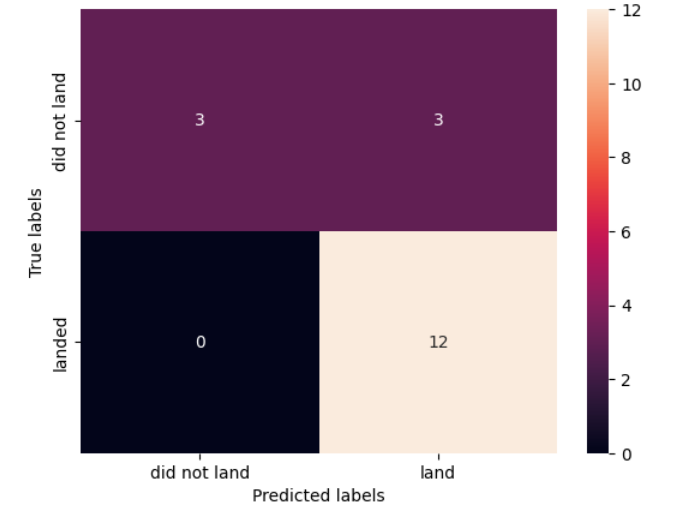 True labels
did not land
landed
3 3
0 12
did not land land
Predicted labels
12
10
8
6
4
2
0